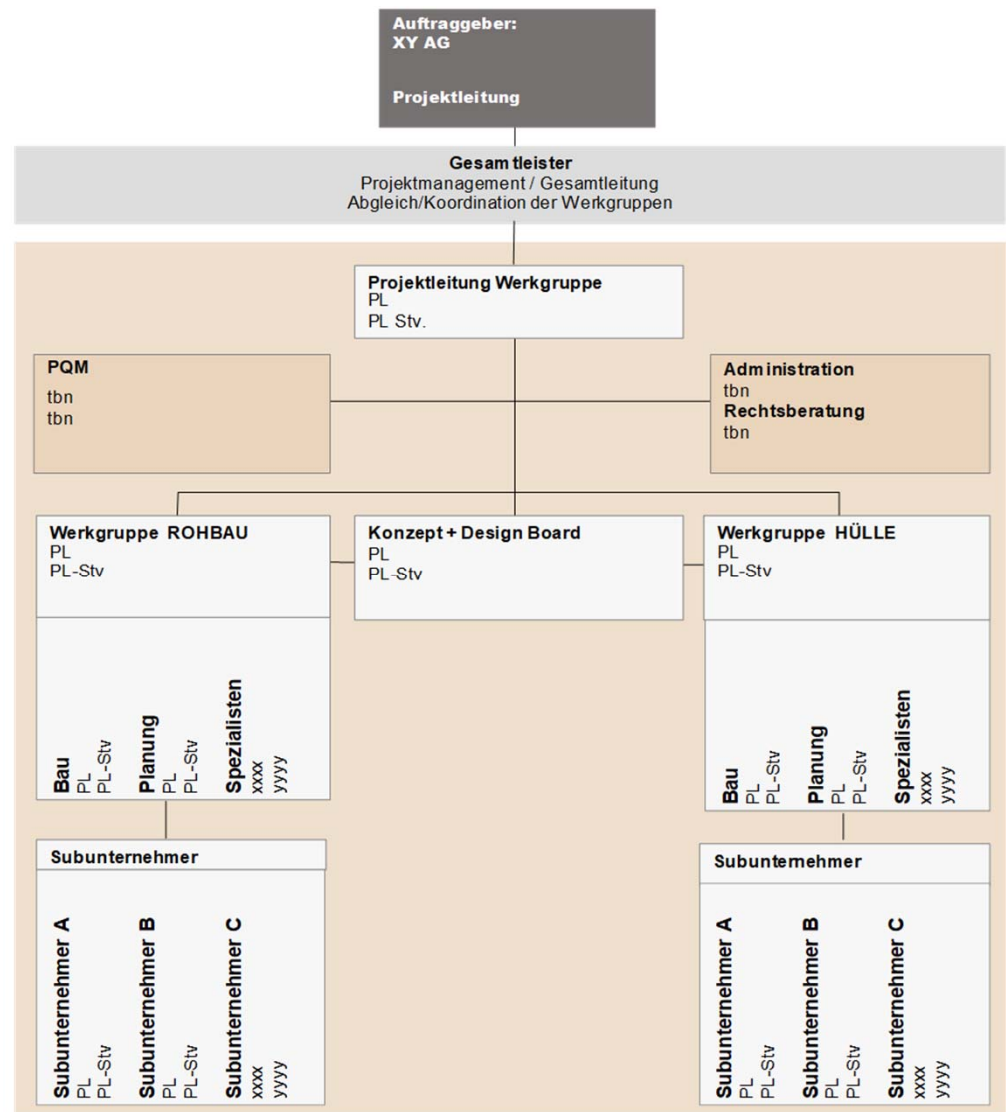 Auftraggeber:
XY AG
Projektleitung
Gesamtleister
Projektmanagement / Gesamtleitung
Abgleich/Koordination der Werkgruppen
Projektleitung Werkgruppe
PL
PL Stv.
PQM
tbn
tbn
Administration
tbn
Rechtsberatung
tbn
Werkgruppe ROHBAU
PL
PL-Stv
Konzept + Design Board
PL
PL-Stv
Werkgruppe HÜLLE
PL
PL-Stv
Bau
PL
PL-Stv
Planung
PL
PL-Stv
Spezialisten
xxxx
yyyy
Bau
PL
PL-Stv
Planung
PL
PL-Stv
Spezialisten
xxxx
yyyy
Subunternehmer
Subunternehmer A
PL
PL-Stv
Subunternehmer B
PL
PL-Stv
Subunternehmer C
xxxx
yyyy
Subunternehmer
Subunternehmer A
PL
PL-Stv
Subunternehmer B
PL
PL-Stv
Subunternehmer C
xxxx
yyyy